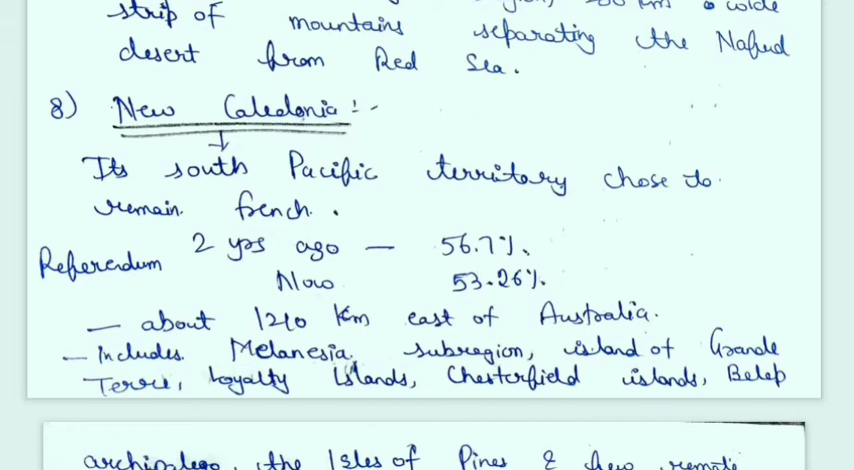 strip of mountains separating the Nafud
desert from Red Sea.
8) New Caledonia :-
Its south Pacific territory chose to
remain french.
Referendum 2 yrs ago — 56.7%.
Now 53.26%.
— about 1210 Km east of Australia.
— Includes Melanesia subregion, island of Grande
Terre, Loyalty Islands, Chesterfield islands, Belep
archipelago, the Isles of Pines & few remote